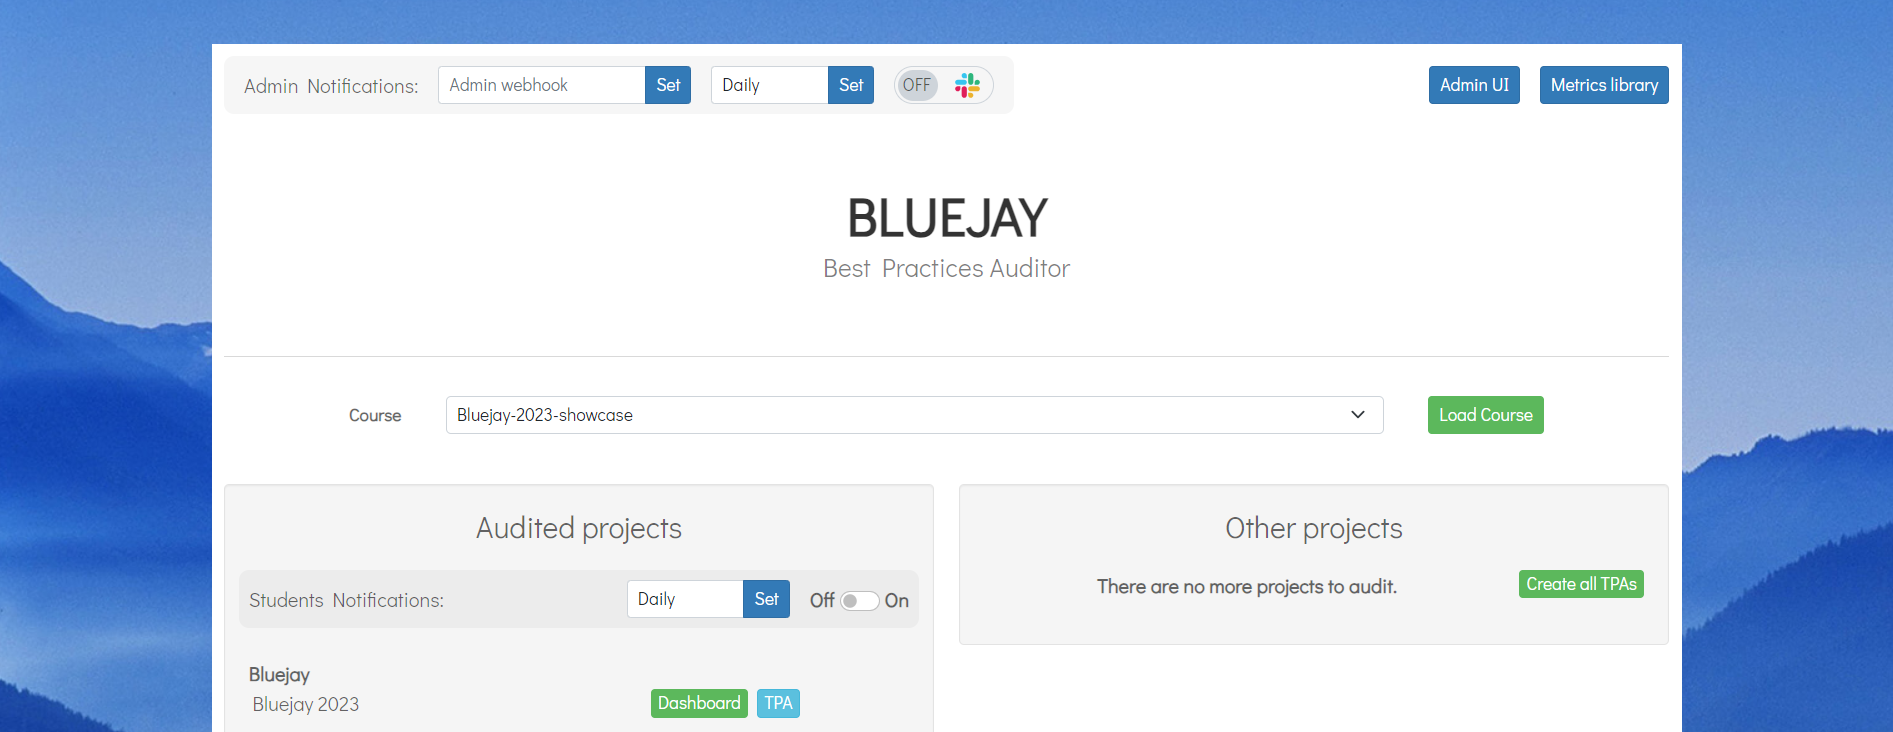 Admin Notifications: Admin webhook Set Daily Set OFF Admin UI Metrics library
BLUEJAY
Best Practices Auditor
Course Bluejay-2023-showcase Load Course
Audited projects
Students Notifications: Daily Set Off On
Bluejay
Bluejay 2023 Dashboard TPA
Other projects
There are no more projects to audit. Create all TPAs